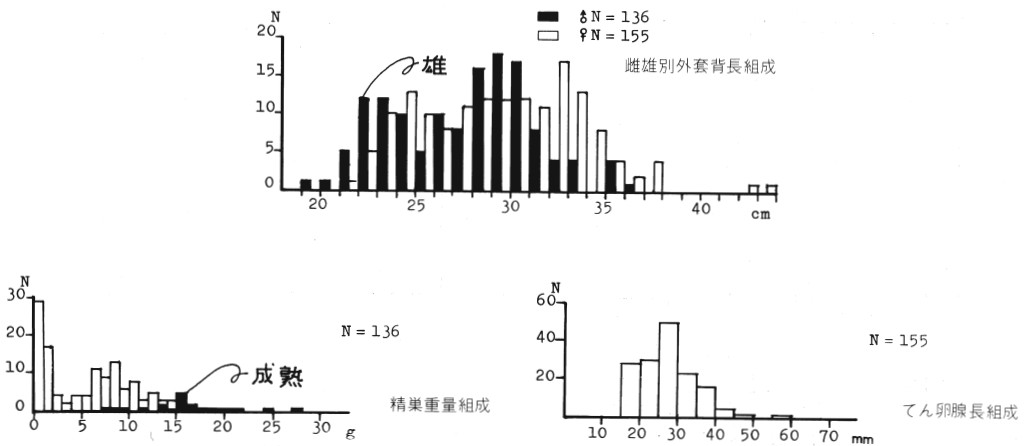 N
♂ N = 136
♀ N = 155
雌雄別外套背長組成
雄
20
15
10
5
0
20 25 30 35 40 cm
N
30
20
10
0
0 5 10 15 20 30 g
N = 136
成熟
精巣重量組成
N
60
40
20
10 20 30 40 50 60 70 mm
N = 155
てん卵腺長組成